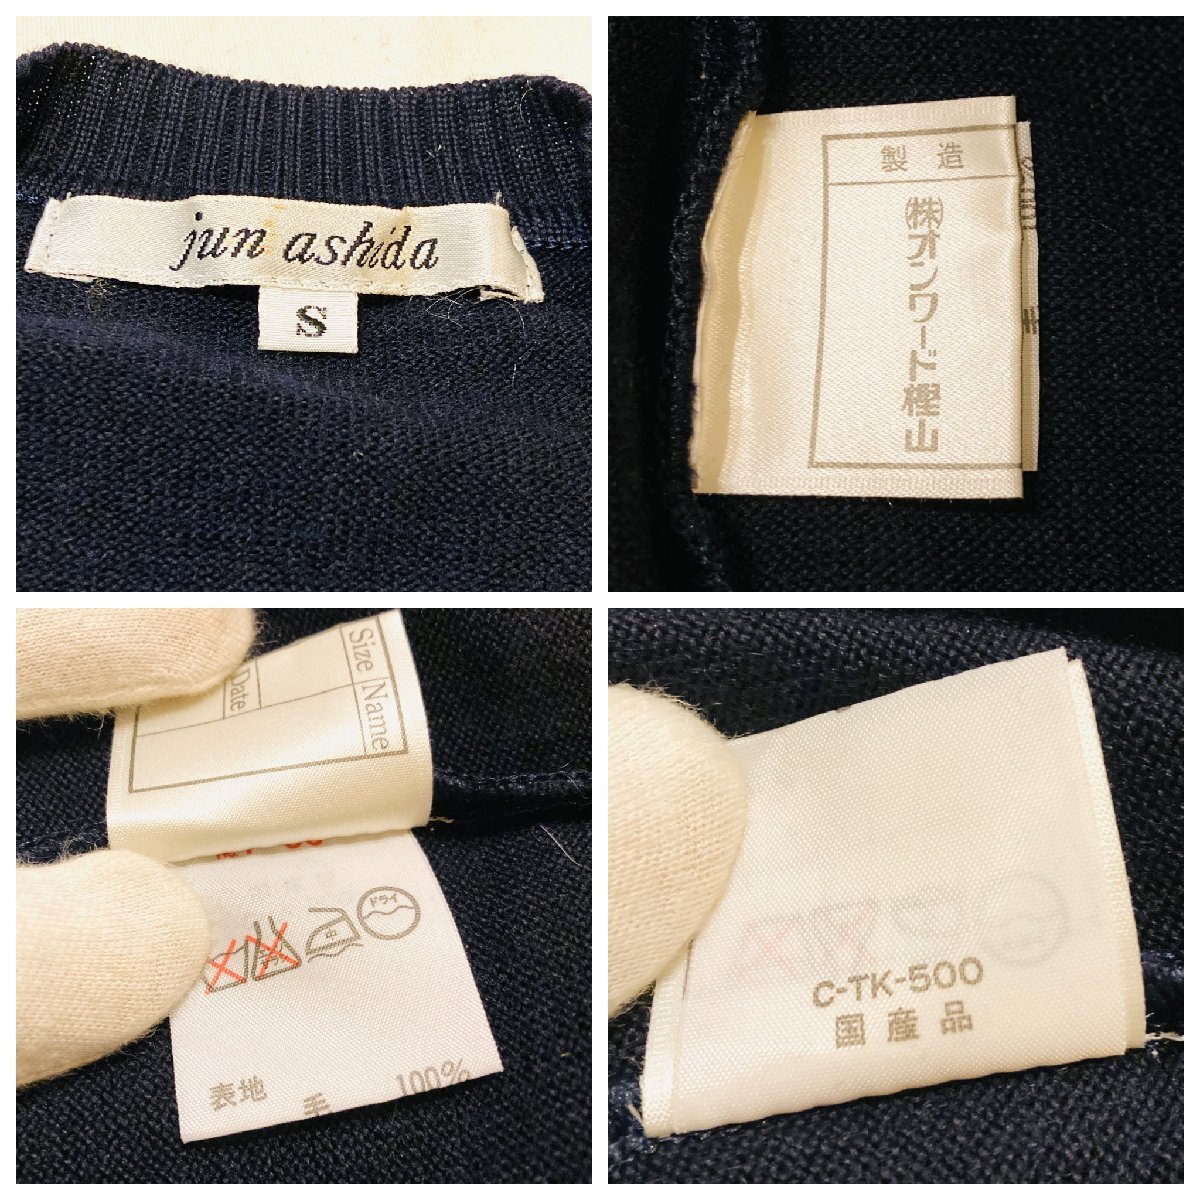 jun ashida
S
製造
㈱オンワード樫山
Size Name
Date
ドライ
中
表地 毛 100%
C-TK-500
国産品